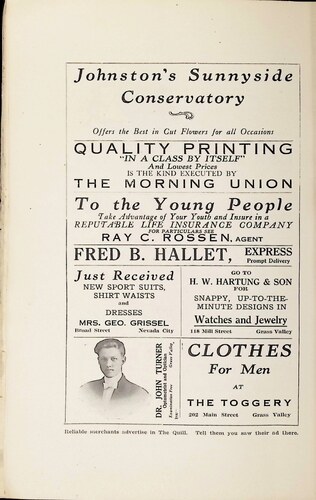 Johnston's Sunnyside
Conservatory
Offers the Best in Cut Flowers for all Occasions
QUALITY PRINTING
"IN A CLASS BY ITSELF"
And Lowest Prices
IS THE KIND EXECUTED BY
THE MORNING UNION
To the Young People
Take Advantage of Your Youth and Insure in a
REPUTABLE LIFE INSURANCE COMPANY
FOR PARTICULARS SEE
RAY C. ROSSEN, AGENT
FRED B. HALLET, EXPRESS
Prompt Delivery
Just Received
NEW SPORT SUITS,
SHIRT WAISTS
and
DRESSES
MRS. GEO. GRISSEL
Broad Street Nevada City
GO TO
H. W. HARTUNG & SON
FOR
SNAPPY, UP-TO-THE-
MINUTE DESIGNS IN
Watches and Jewelry
118 Mill Street Grass Valley
DR. JOHN TURNER
Optometrist and Optician
Examination Free Grass Valley
CLOTHES
For Men
AT
THE TOGGERY
202 Main Street Grass Valley
Reliable merchants advertise in The Quill. Tell them you saw their ad there.